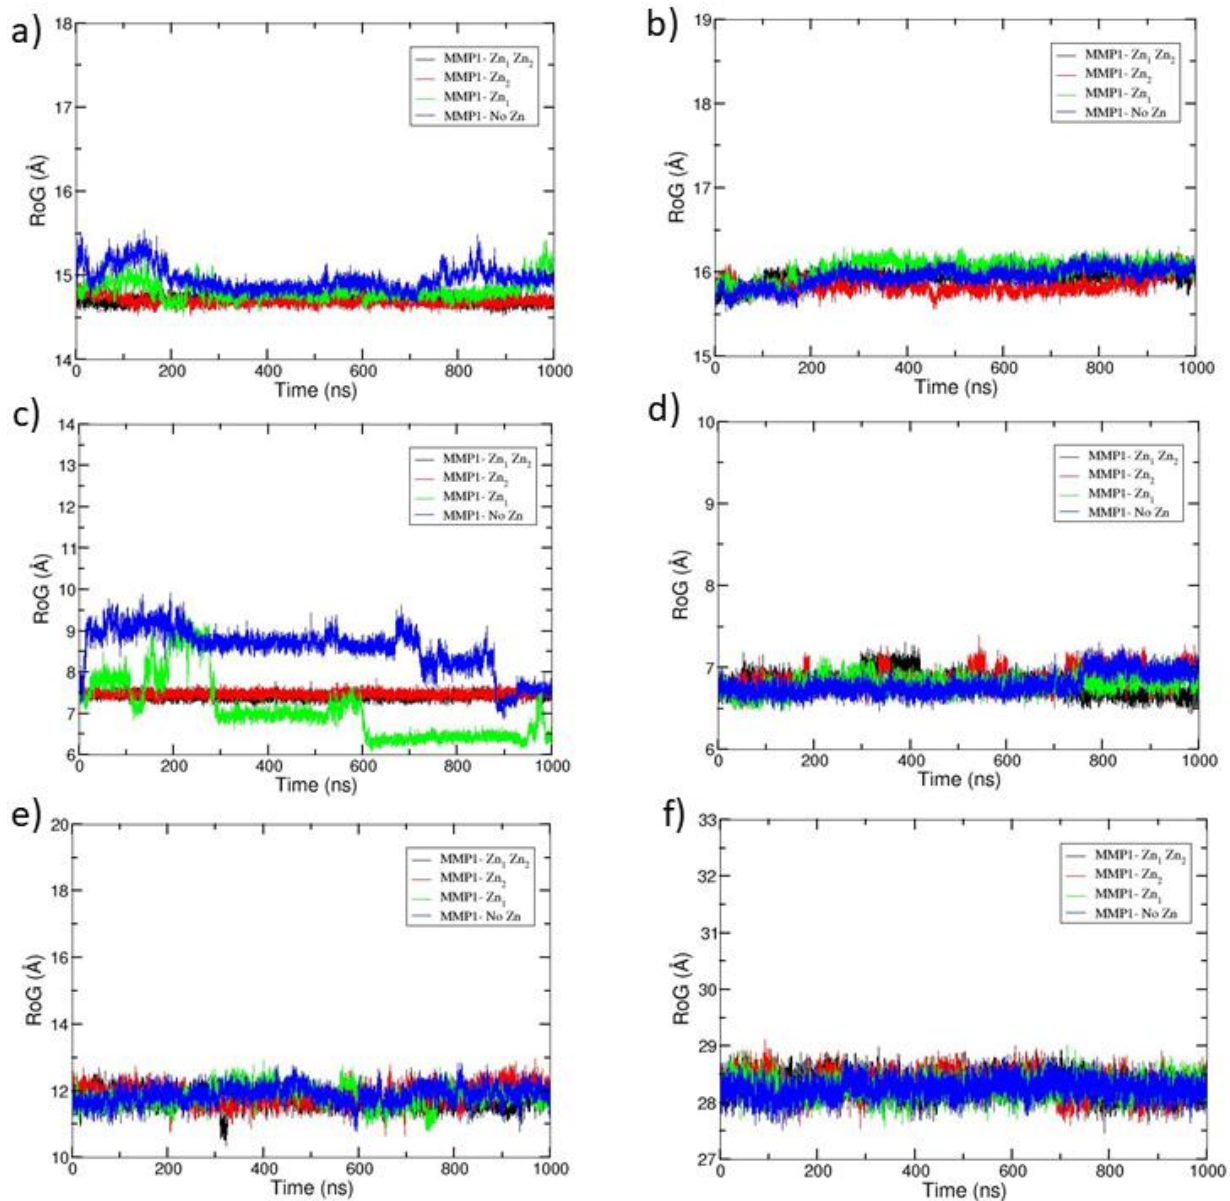 a)
18
17
16
15
14
RoG (Å)
MMP1- Zn₁ Zn₂
MMP1- Zn₂
MMP1- Zn₁
MMP1- No Zn
0 200 400 600 800 1000
Time (ns)
b)
19
18
17
16
15
RoG (Å)
MMP1- Zn₁ Zn₂
MMP1- Zn₂
MMP1- Zn₁
MMP1- No Zn
0 200 400 600 800 1000
Time (ns)
c)
14
13
12
11
10
9
8
7
6
RoG (Å)
MMP1- Zn₁ Zn₂
MMP1- Zn₂
MMP1- Zn₁
MMP1- No Zn
0 200 400 600 800 1000
Time (ns)
d)
10
9
8
7
6
RoG (Å)
MMP1- Zn₁ Zn₂
MMP1- Zn₂
MMP1- Zn₁
MMP1- No Zn
0 200 400 600 800 1000
Time (ns)
e)
20
18
16
14
12
10
RoG (Å)
MMP1- Zn₁ Zn₂
MMP1- Zn₂
MMP1- Zn₁
MMP1- No Zn
0 200 400 600 800 1000
Time (ns)
f)
33
32
31
30
29
28
27
RoG (Å)
MMP1- Zn₁ Zn₂
MMP1- Zn₂
MMP1- Zn₁
MMP1- No Zn
0 200 400 600 800 1000
Time (ns)